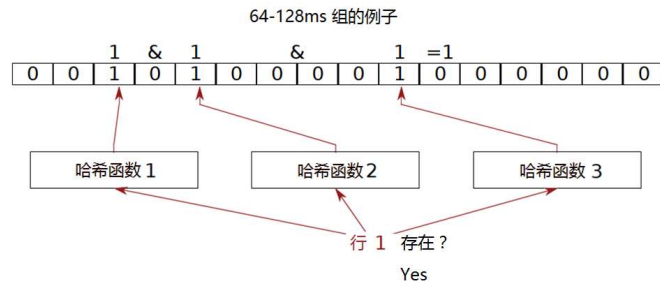 64-128ms 组的例子
1 & 1 & 1 =1
0 0 1 0 1 0 0 0 0 1 0 0 0 0 0 0
哈希函数 1 哈希函数 2 哈希函数 3
行 1 存在？
Yes